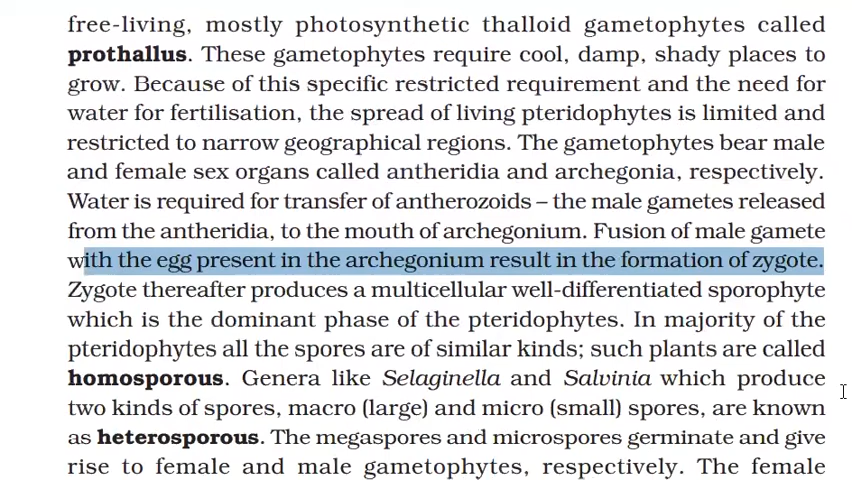 free-living, mostly photosynthetic thalloid gametophytes called
prothallus. These gametophytes require cool, damp, shady places to
grow. Because of this specific restricted requirement and the need for
water for fertilisation, the spread of living pteridophytes is limited and
restricted to narrow geographical regions. The gametophytes bear male
and female sex organs called antheridia and archegonia, respectively.
Water is required for transfer of antherozoids – the male gametes released
from the antheridia, to the mouth of archegonium. Fusion of male gamete
with the egg present in the archegonium result in the formation of zygote.
Zygote thereafter produces a multicellular well-differentiated sporophyte
which is the dominant phase of the pteridophytes. In majority of the
pteridophytes all the spores are of similar kinds; such plants are called
homosporous. Genera like Selaginella and Salvinia which produce
two kinds of spores, macro (large) and micro (small) spores, are known
as heterosporous. The megaspores and microspores germinate and give
rise to female and male gametophytes, respectively. The female